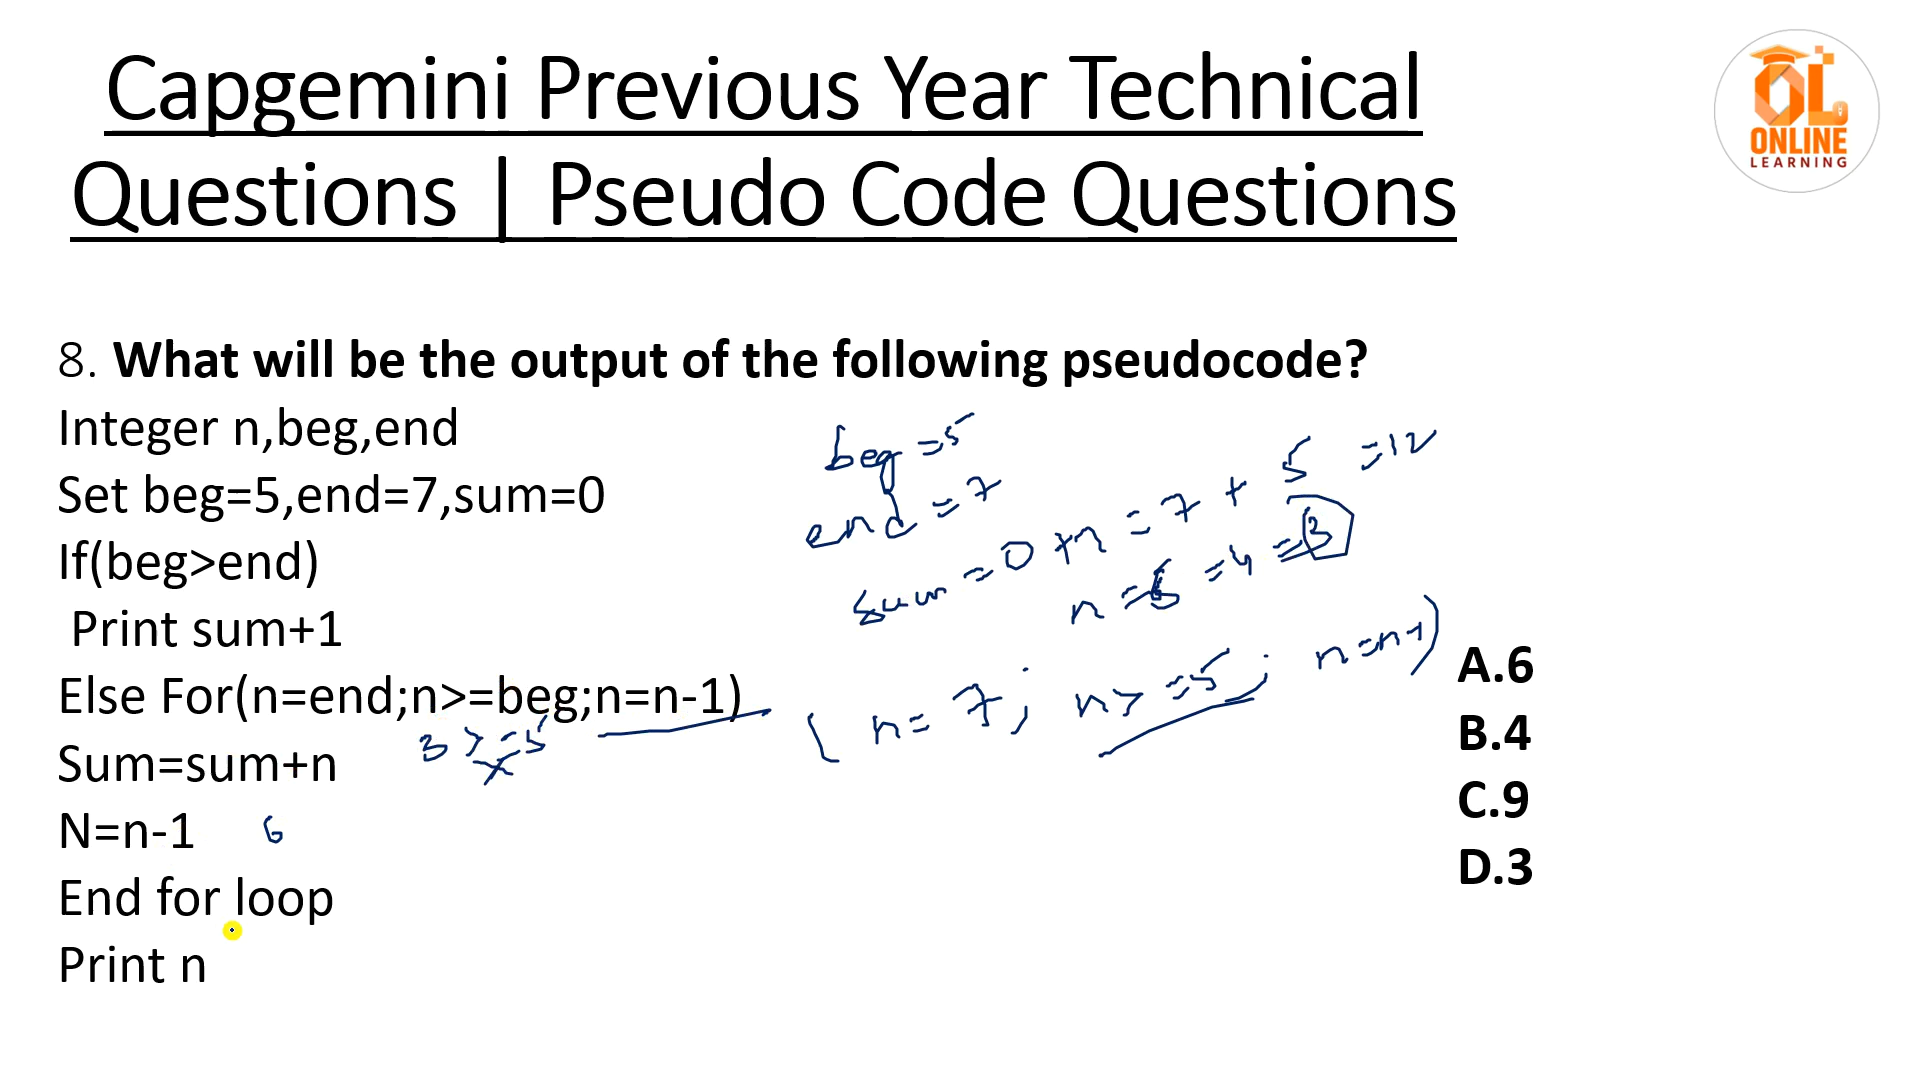 Capgemini Previous Year Technical
Questions | Pseudo Code Questions
OL
ONLINE
LEARNING
8. What will be the output of the following pseudocode?
Integer n,beg,end
Set beg=5,end=7,sum=0
If(beg>end)
Print sum+1
Else For(n=end;n>=beg;n=n-1)
Sum=sum+n
N=n-1
End for loop
Print n
beg =5
end =7
sum =0 +n =7 + 5 =12
n = =4 =3
( n= 7; n> =5; n=n-1)
3 > =5
6
A.6
B.4
C.9
D.3